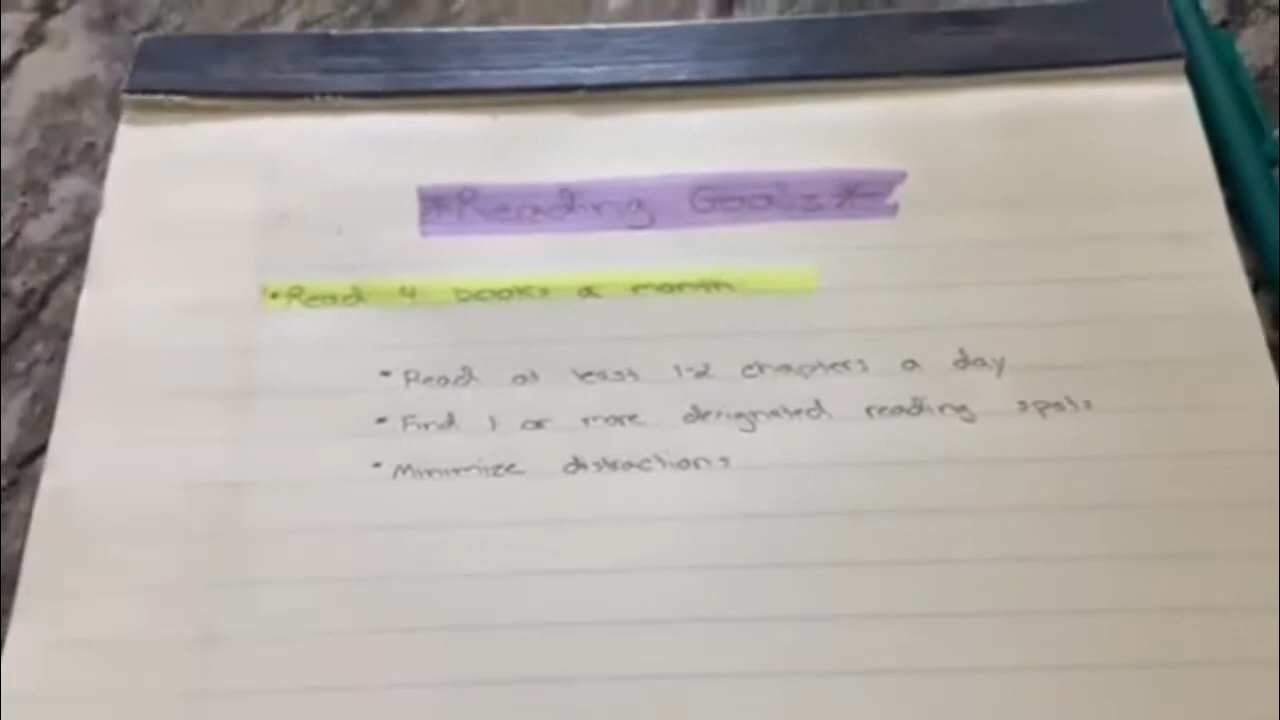 *Reading Goals*
• Read 4 books a month
• Read at least 1-2 chapters a day
• Find 1 or more designated reading spots
• Minimize distractions